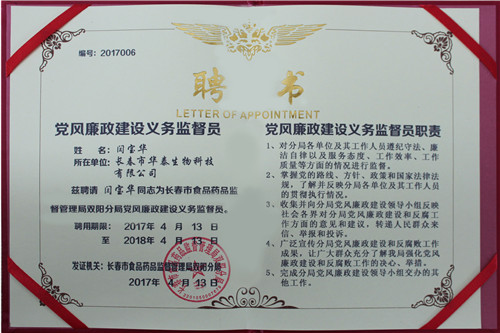 编号：2017006
聘 书
LETTER OF APPOINTMENT
党风廉政建设义务监督员
姓 名： 闫宝华
所在单位：长春市华泰生物科技
有限公司
兹聘请 闫宝华 同志为长春市食品药品监
督管理局双阳分局党风廉政建设义务监督员。
聘期期限： 2017 年 4 月 13 日
至 2018 年 4 月 13 日
发证机关：长春市食品药品监督管理局双阳分局
2017 年 4 月 13 日
党风廉政建设义务监督员职责
1、对分局各单位及其工作人员遵纪守法、廉
洁自律以及服务态度、工作效率、工作
质量等方面的情况进行监督。
2、掌握党的路线、方针、政策和国家法律法
规，了解并反映分局各单位及其工作人
员的贯彻执行情况。
3、收集并向分局党风廉政建设领导小组反映
社会各界对分局党风廉政建设和反腐工
作方面的意见和建议，转递人民群众来
信、举报和投诉。
4、广泛宣传分局党风廉政建设和反腐败工作
成果，让广大群众充分了解我局强化党风
廉政建设和反腐败工作的决心、举措。
5、完成分局党风廉政建设领导小组交办的其
他工作。